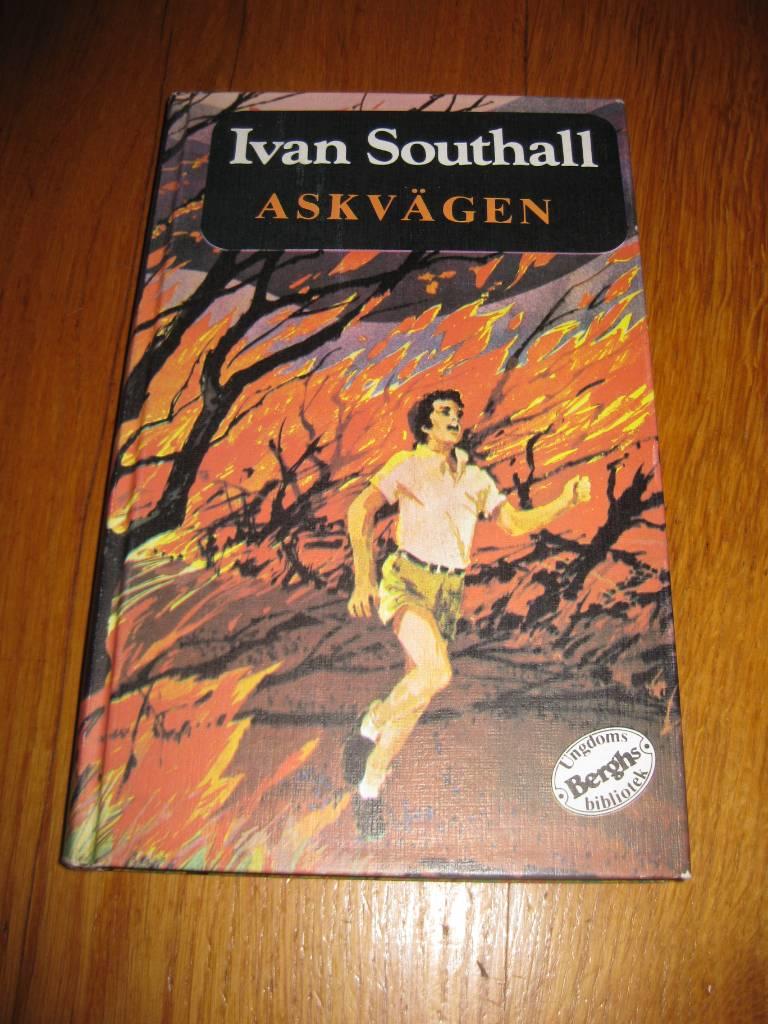 Ivan Southall
ASKVÄGEN
Ungdoms
Berghs
bibliotek